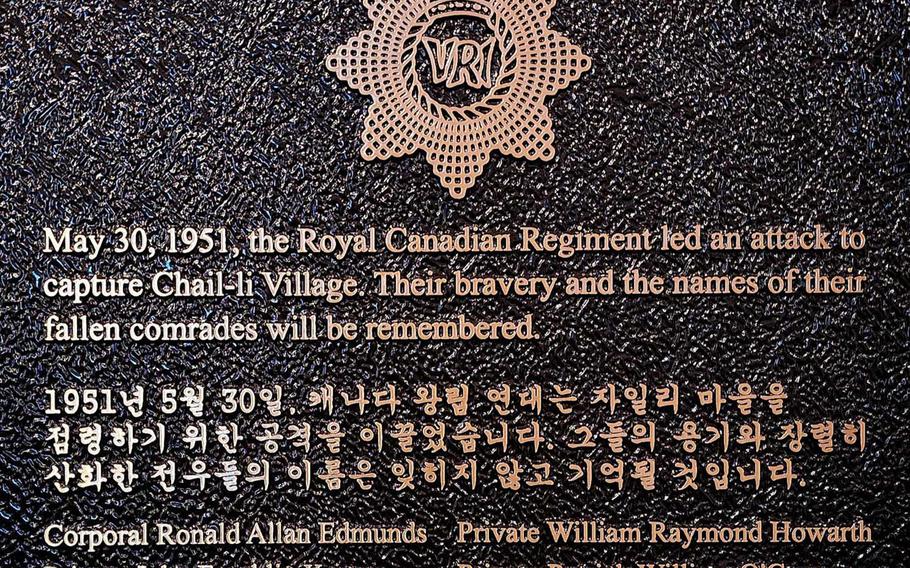 VRI
May 30, 1951, the Royal Canadian Regiment led an attack to
capture Chail-li Village. Their bravery and the names of their
fallen comrades will be remembered.
1951년 5월 30일, 캐나다 왕립 연대는 자일리 마을을
점령하기 위한 공격을 이끌었습니다. 그들의 용기와 장렬히
산화한 전우들의 이름은 잊히지 않고 기억될 것입니다.
Corporal Ronald Allan Edmunds    Private William Raymond Howarth